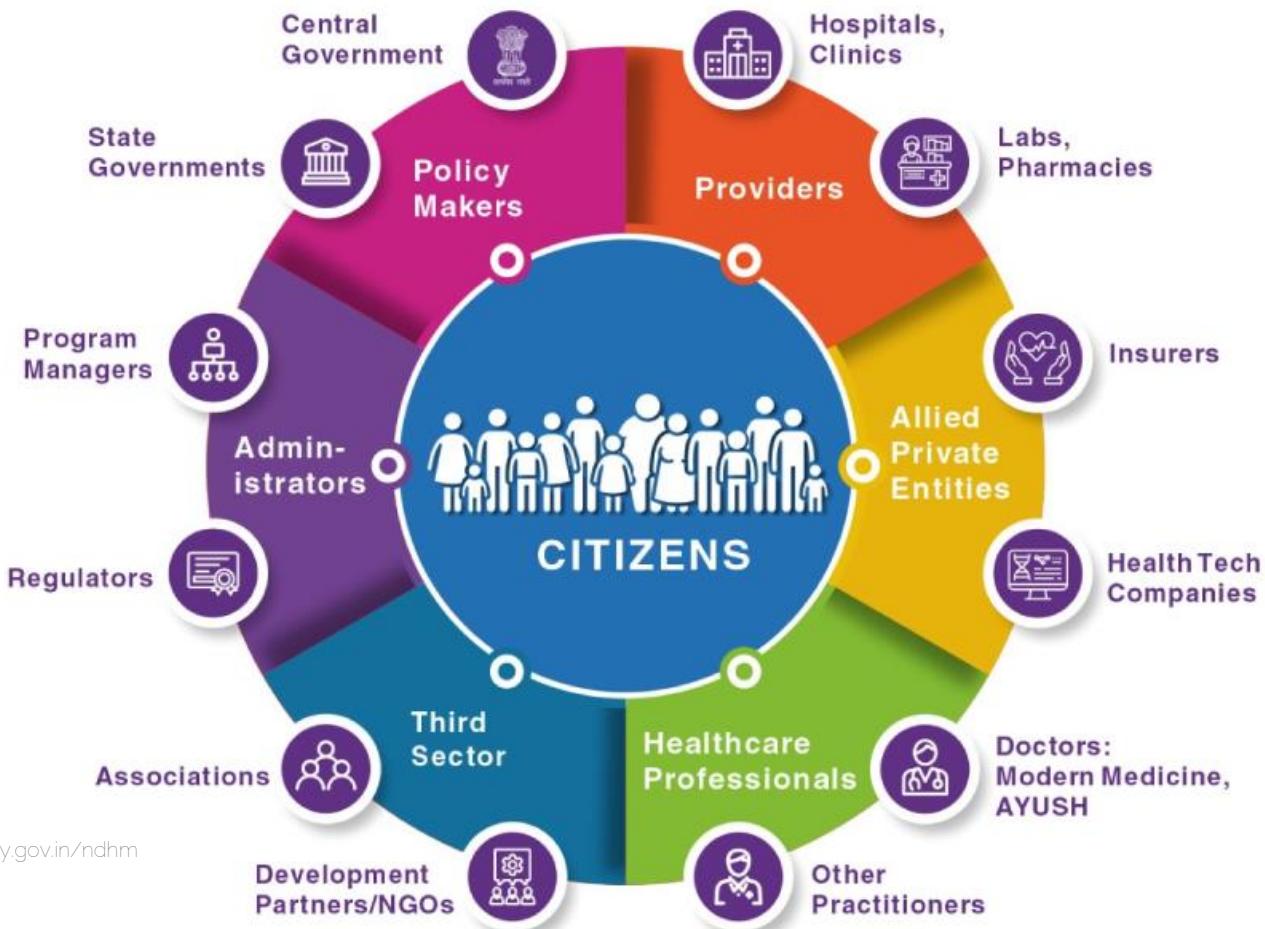 Central
Government
Hospitals,
Clinics
State
Governments
Labs,
Pharmacies
Policy
Makers
Providers
Program
Managers
Insurers
Admin-
istrators
Allied
Private
Entities
CITIZENS
Regulators
Health Tech
Companies
Third
Sector
Healthcare
Professionals
Associations
Doctors:
Modern Medicine,
AYUSH
y.gov.in/ndhm
Development
Partners/NGOs
Other
Practitioners